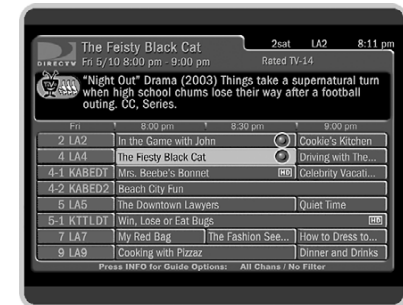 The Feisty Black Cat 2sat LA2 8:11 pm
DIRECTV Fri 5/10 8:00 pm - 9:00 pm Rated TV-14
TiVo
"Night Out" Drama (2003) Things take a supernatural turn
when high school chums lose their way after a football
outing. CC, Series.
Fri 8:00 pm 8:30 pm 9:00 pm
2 LA2 In the Game with John Cookie's Kitchen
4 LA4 The Fiesty Black Cat Driving with The...
4-1 KABEDT Mrs. Beebe's Bonnet HD Celebrity Vacati...
4-2 KABED2 Beach City Fun
5 LA5 The Downtown Lawyers Quiet Time
5-1 KTTLDT Win, Lose or Eat Bugs HD
7 LA7 My Red Bag The Fashion See... How to Dress to...
9 LA9 Cooking with Pizzaz Dinner and Drinks
Press INFO for Guide Options: All Chans / No Filter